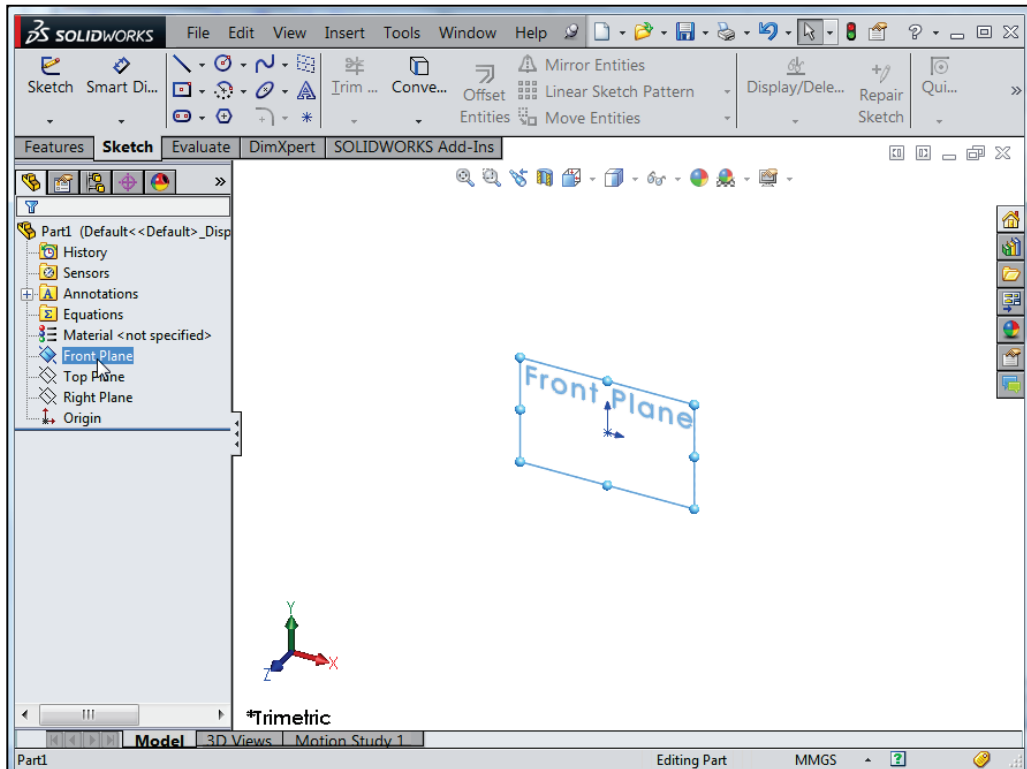 SOLIDWORKS File Edit View Insert Tools Window Help
Sketch Smart Di... Trim ... Conve... Offset Entities Mirror Entities Linear Sketch Pattern Move Entities Display/Dele... Repair Sketch Qui...
Features Sketch Evaluate DimXpert SOLIDWORKS Add-Ins
Part1 (Default<<Default>_Disp
History
Sensors
Annotations
Equations
Material <not specified>
Front Plane
Top Plane
Right Plane
Origin
Front Plane
Y
X
Z
*Trimetric
Model 3D Views Motion Study 1
Part1 Editing Part MMGS